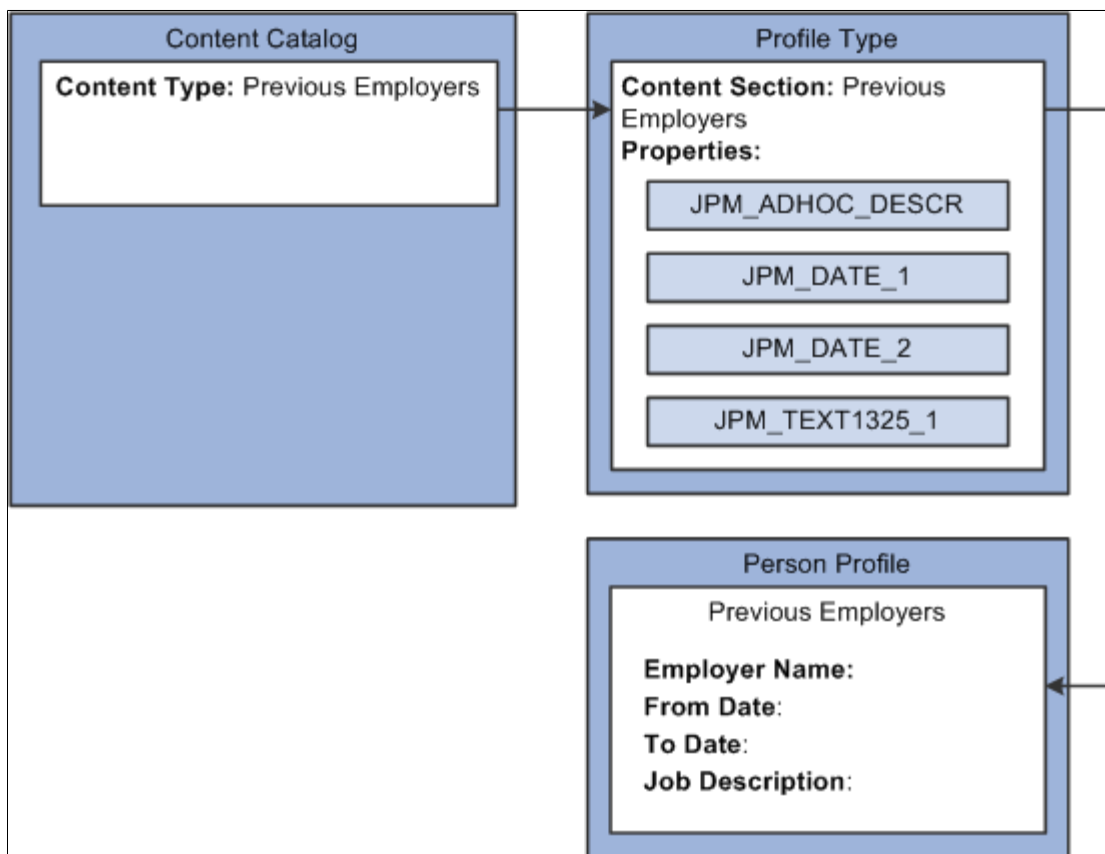 Content Catalog
Content Type: Previous Employers
Profile Type
Content Section: Previous
Employers
Properties:
JPM_ADHOC_DESCR
JPM_DATE_1
JPM_DATE_2
JPM_TEXT1325_1
Person Profile
Previous Employers
Employer Name:
From Date:
To Date:
Job Description: